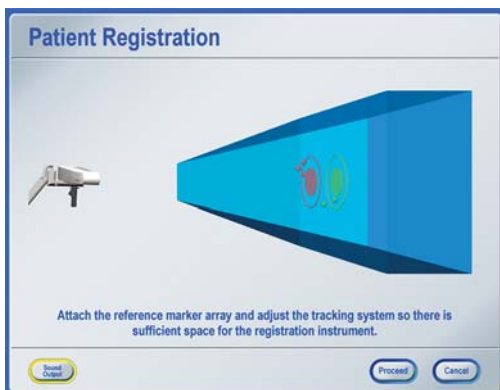 Patient Registration
Attach the reference marker array and adjust the tracking system so there is
sufficient space for the registration instrument.
Sound
Output
Proceed
Cancel